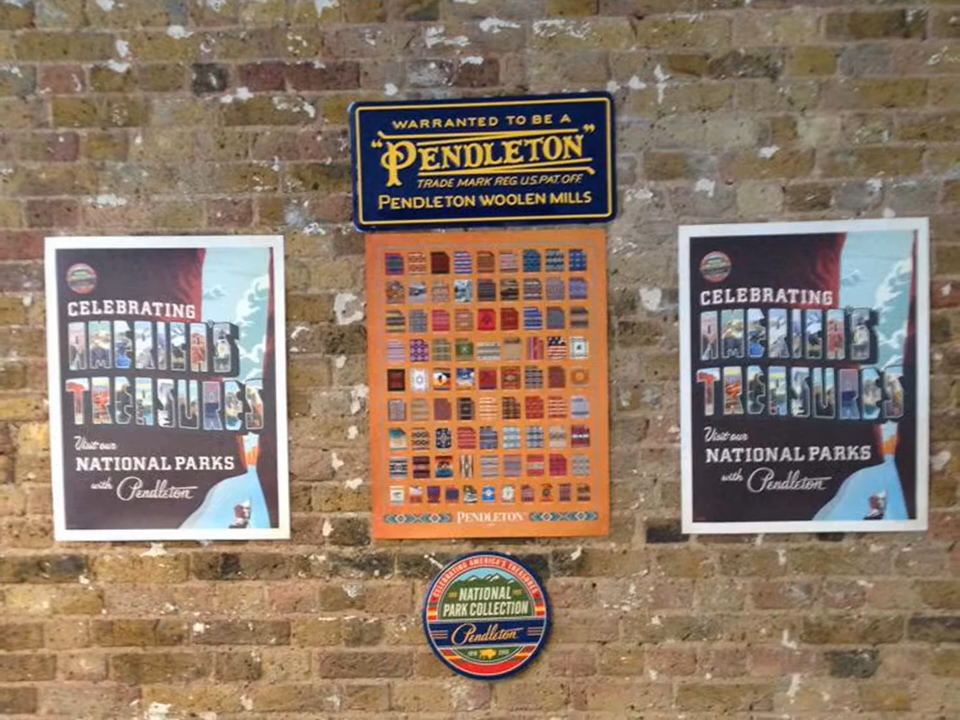 WARRANTED TO BE A
"PENDLETON"
TRADE MARK REG. U.S. PAT. OFF.
PENDLETON WOOLEN MILLS
CELEBRATING
AMERICA'S
TREASURES
Visit our
NATIONAL PARKS
with Pendleton
PENDLETON
CELEBRATING
AMERICA'S
TREASURES
Visit our
NATIONAL PARKS
with Pendleton
CELEBRATING AMERICA'S TREASURES
NATIONAL
PARK COLLECTION
Pendleton